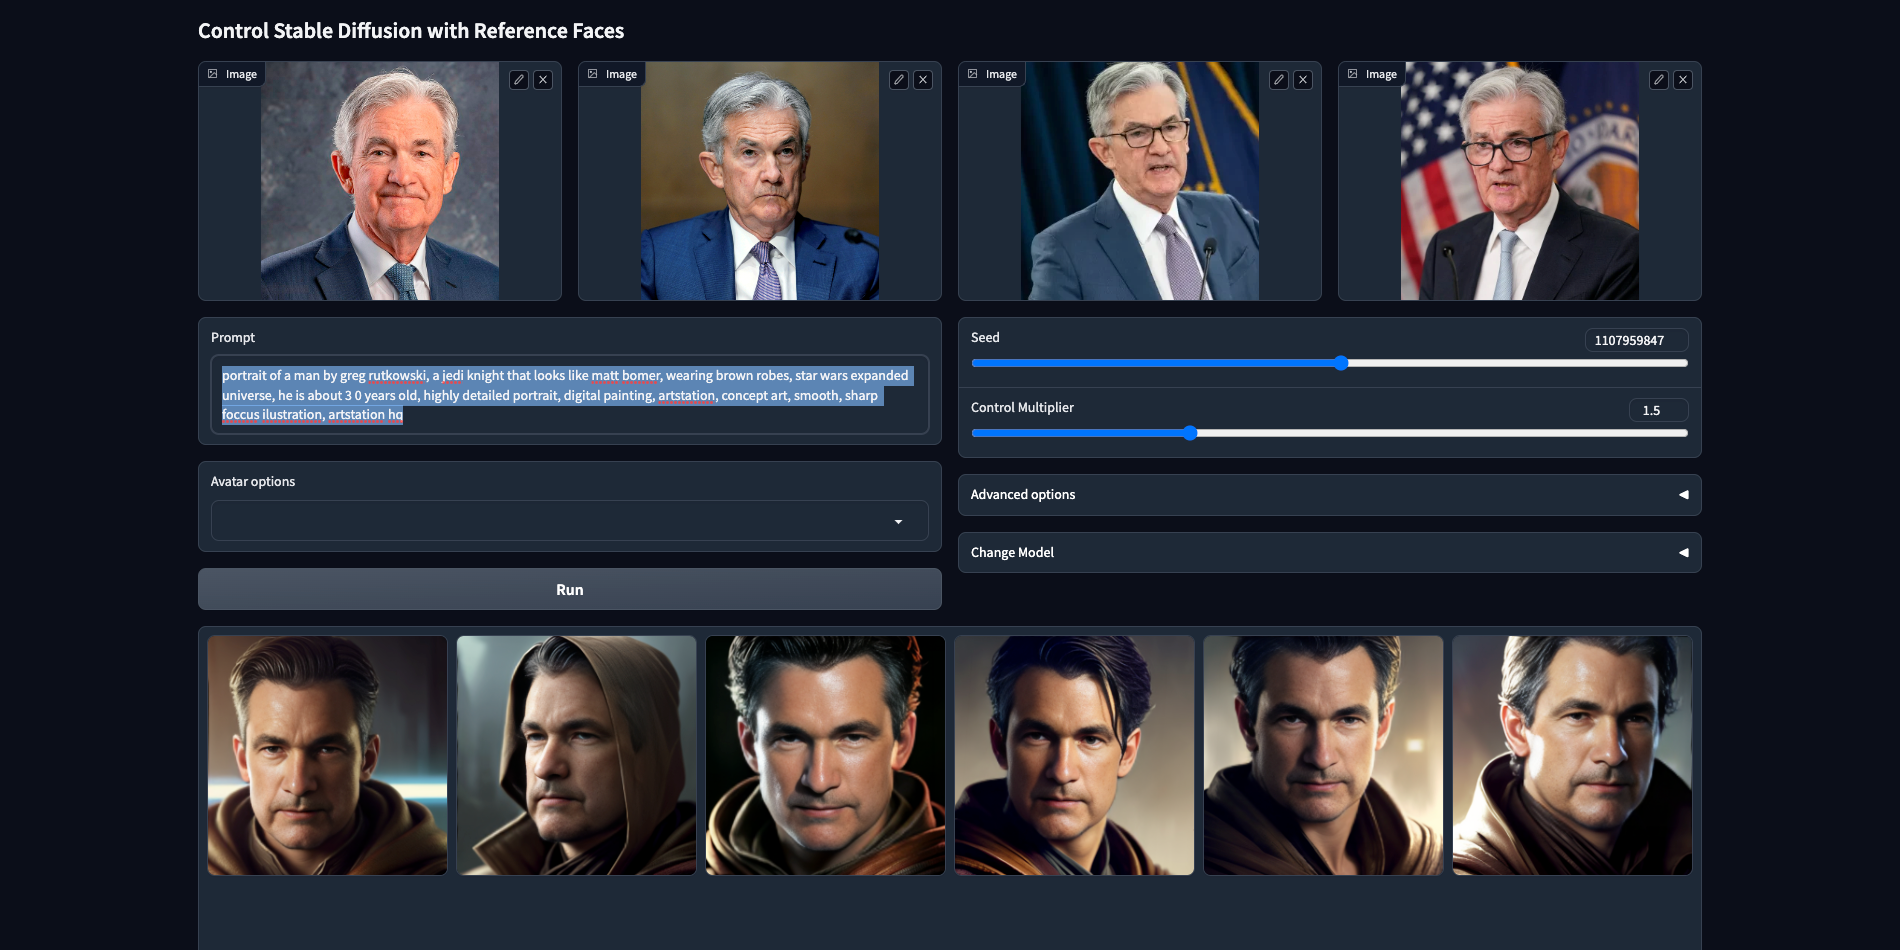 Control Stable Diffusion with Reference Faces
Image
Image
Image
Image
Prompt
portrait of a man by greg rutkowski, a jedi knight that looks like matt bomer, wearing brown robes, star wars expanded
universe, he is about 3 0 years old, highly detailed portrait, digital painting, artstation, concept art, smooth, sharp
foccus ilustration, artstation hq
Seed
1107959847
Control Multiplier
1.5
Avatar options
Advanced options
Change Model
Run